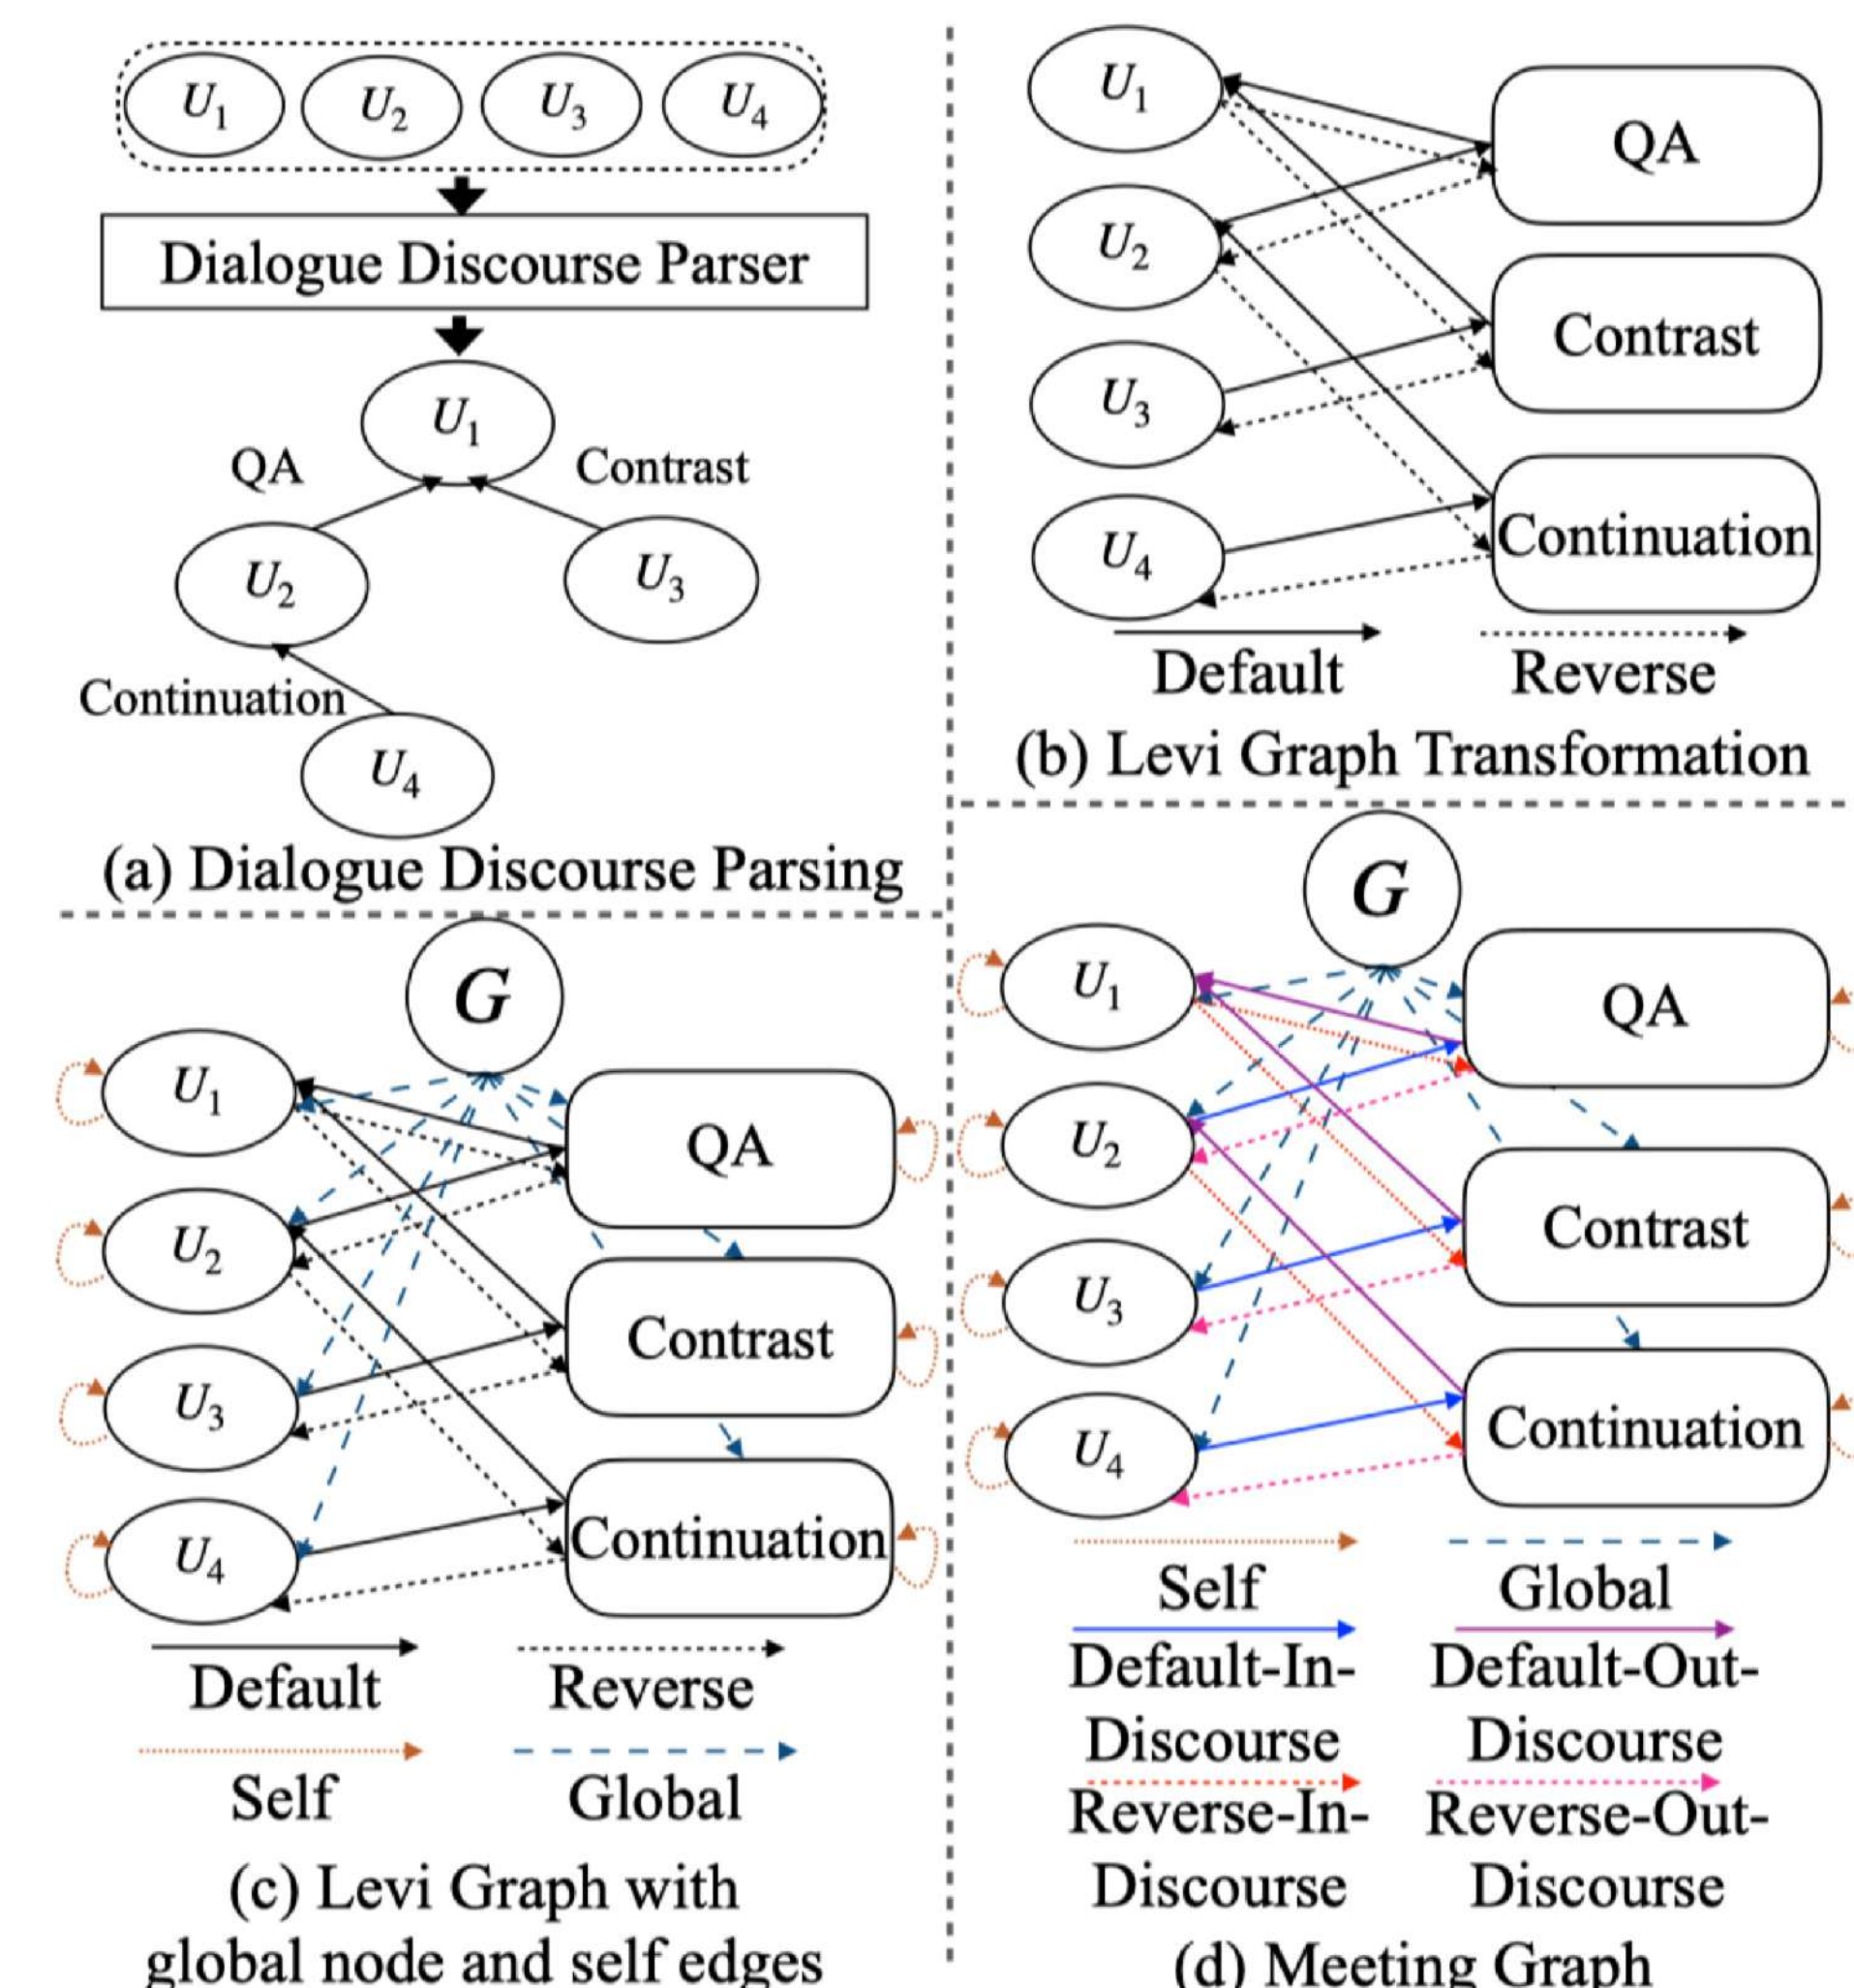 U1 U2 U3 U4
Dialogue Discourse Parser
U1
QA Contrast
U2 U3
Continuation
U4
(a) Dialogue Discourse Parsing
U1 QA
U2
Contrast
U3
Continuation
U4
Default Reverse
(b) Levi Graph Transformation
G
U1
QA
U2
Contrast
U3
Continuation
U4
Default Reverse
Self Global
(c) Levi Graph with
global node and self edges
G
U1 QA
U2
Contrast
U3
Continuation
U4
Self Global
Default-In- Default-Out-
Discourse Discourse
Reverse-In- Reverse-Out-
Discourse Discourse
(d) Meeting Graph